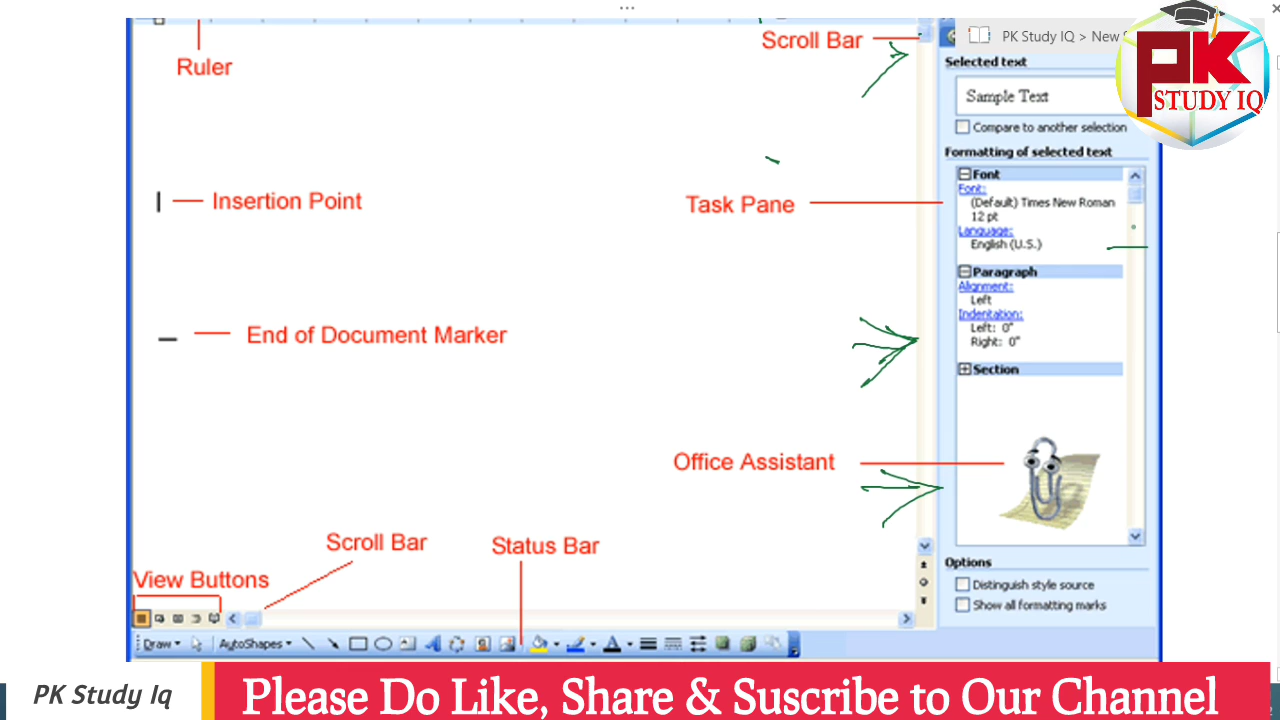 ...
Scroll Bar
Ruler
PK Study IQ > New
PK
STUDY IQ
Selected text
Sample Text
Compare to another selection
Formatting of selected text
Font
Font:
(Default) Times New Roman
12 pt
Language:
English (U.S.)
Insertion Point
Task Pane
Paragraph
Alignment:
Left
Indentation:
Left: 0"
Right: 0"
End of Document Marker
Section
Office Assistant
Scroll Bar
Status Bar
View Buttons
Options
Distinguish style source
Show all formatting marks
Draw
AutoShapes
PK Study Iq
Please Do Like, Share & Suscribe to Our Channel